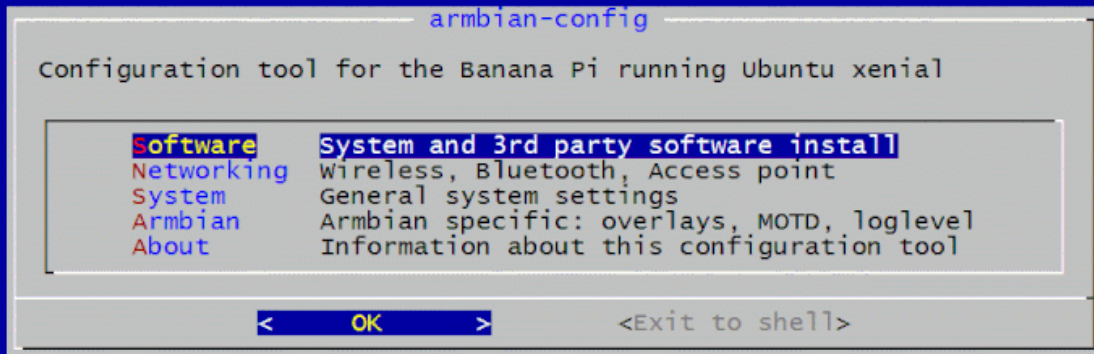 armbian-config
Configuration tool for the Banana Pi running Ubuntu xenial
Software System and 3rd party software install
Networking Wireless, Bluetooth, Access point
System General system settings
Armbian Armbian specific: overlays, MOTD, loglevel
About Information about this configuration tool
< OK > <Exit to shell>